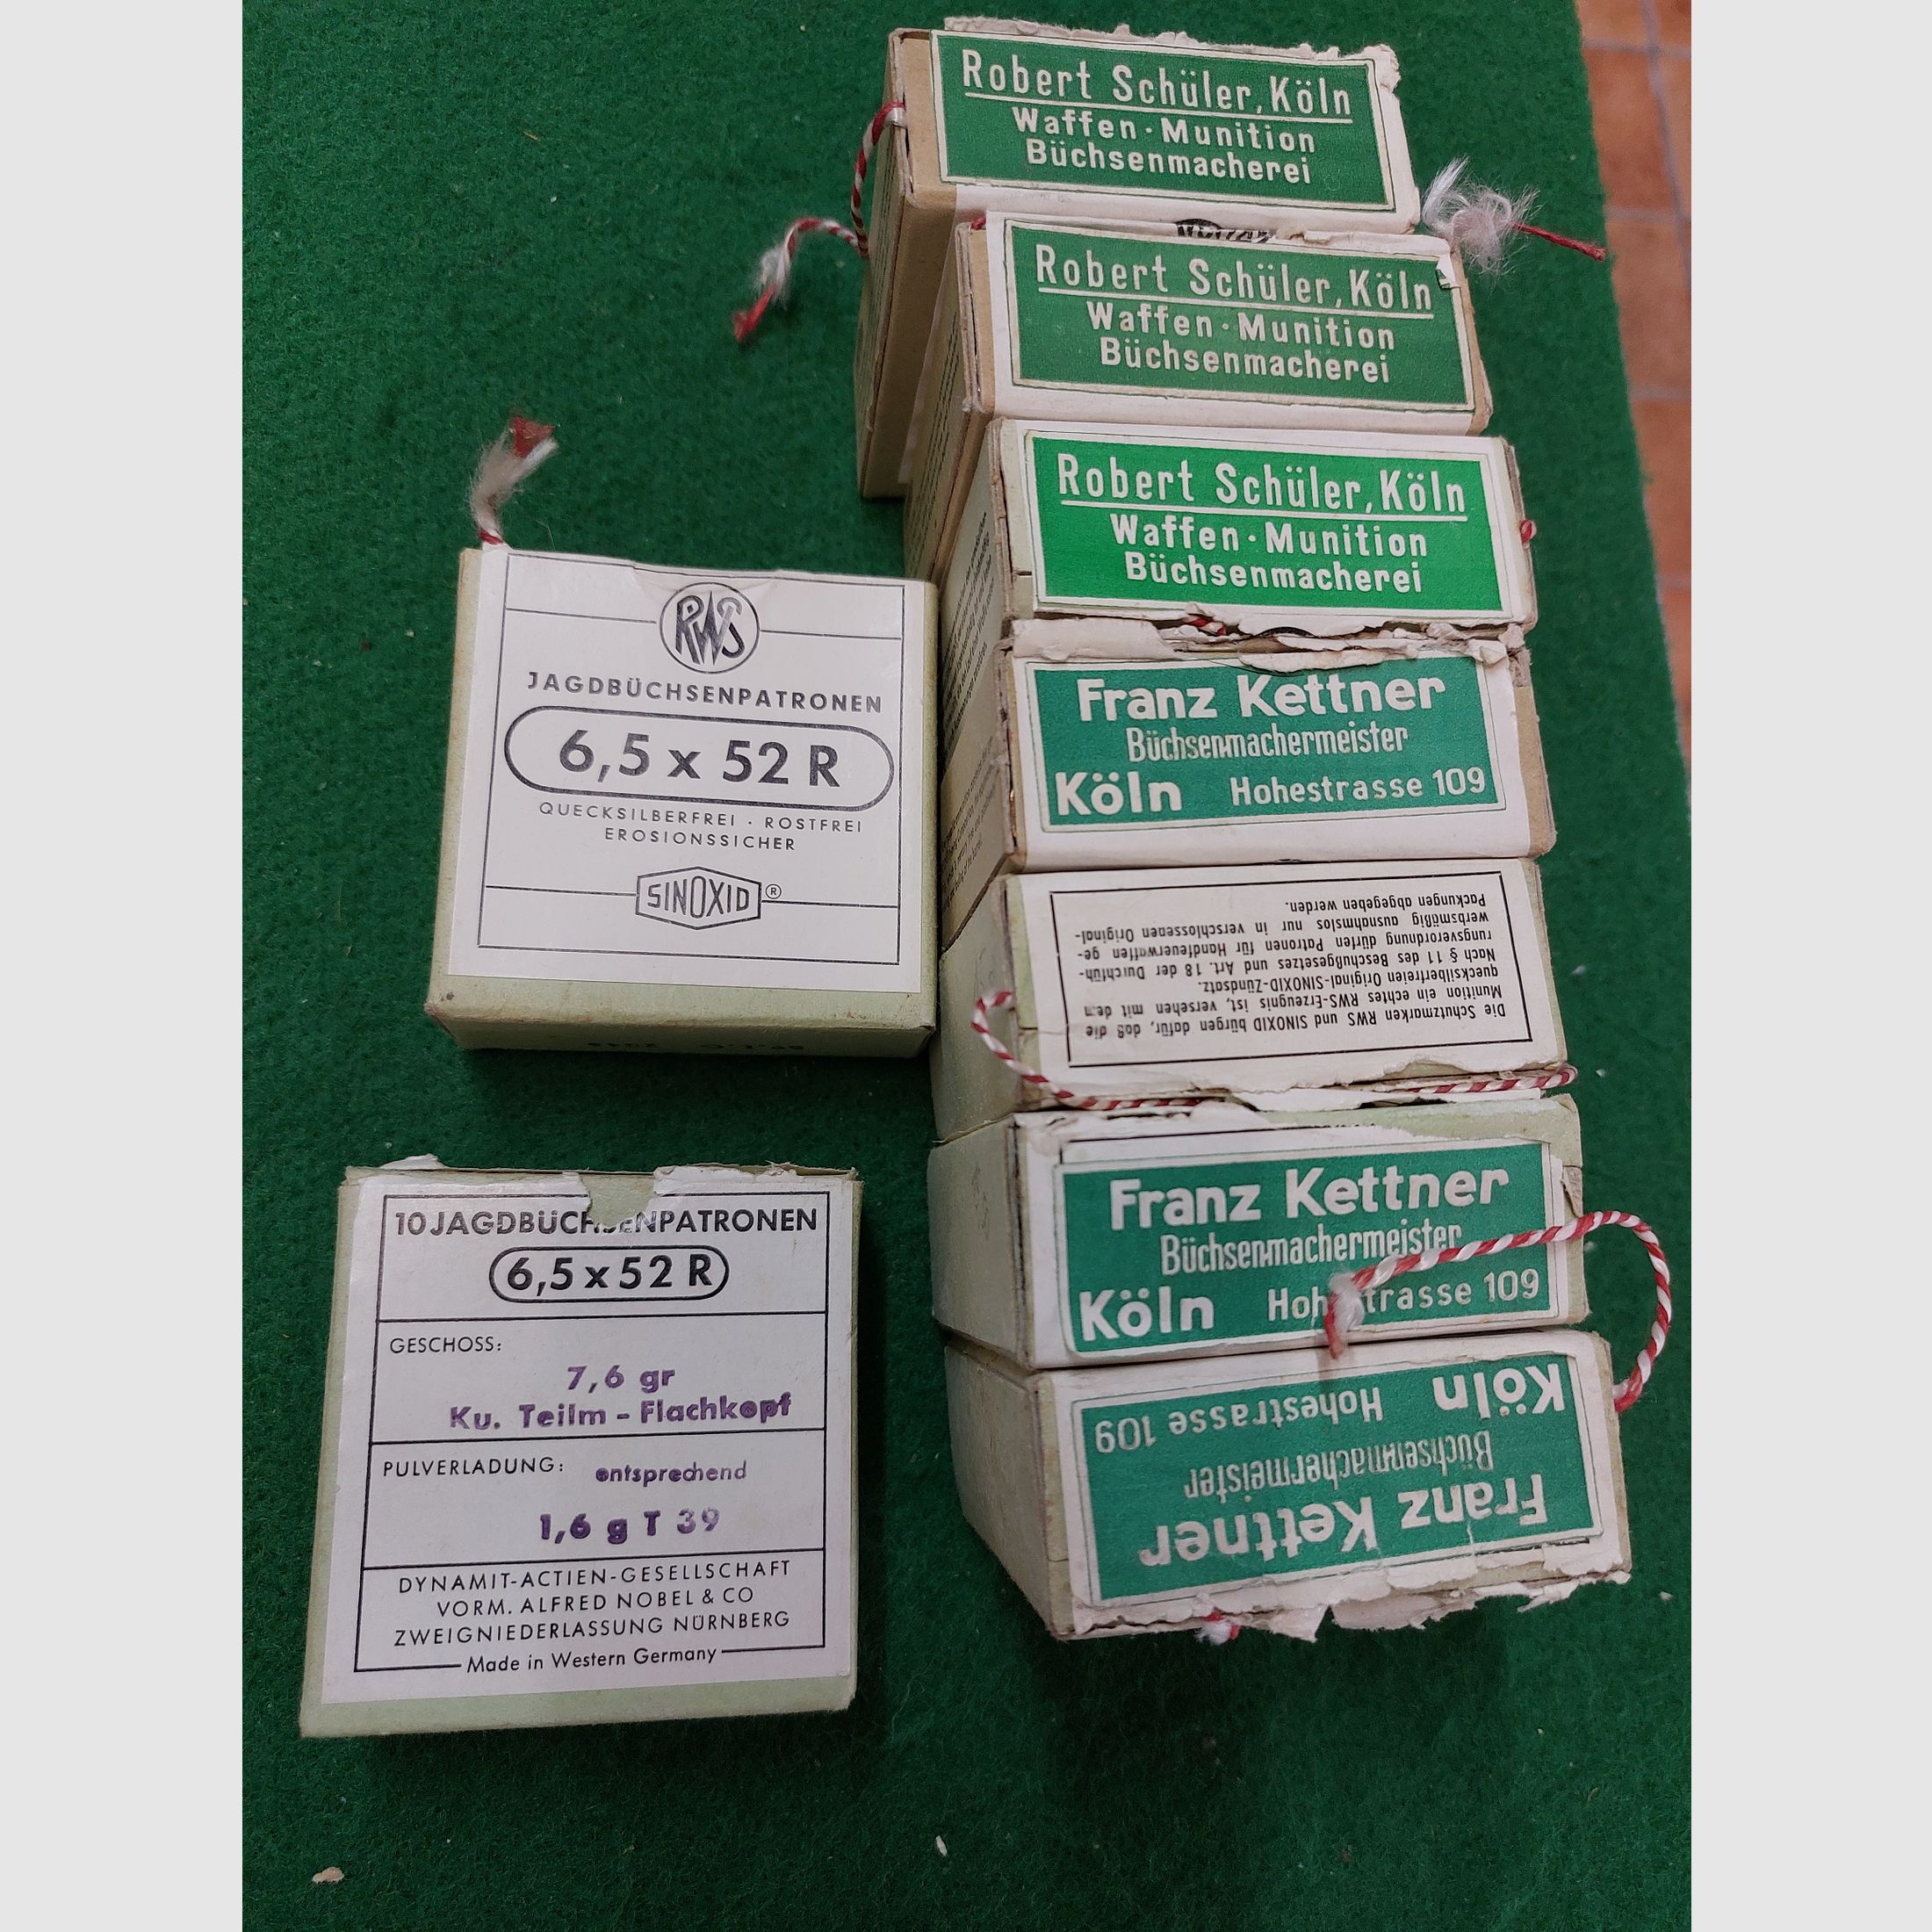 Robert Schüler, Köln
Waffen · Munition
Büchsenmacherei
Robert Schüler, Köln
Waffen · Munition
Büchsenmacherei
Robert Schüler, Köln
Waffen · Munition
Büchsenmacherei
Franz Kettner
Büchsenmachermeister
Köln Hohestrasse 109
Die Schutzmarken RWS und SINOXID bürgen dafür, daß die
Munition ein echtes RWS-Erzeugnis ist, versehen mit dem
quecksilberfreien Original-SINOXID-Zündsatz.
Nach § 11 des Beschußgesetzes und Art. 18 der Durchfüh-
rungsverordnung dürfen Patronen für Handfeuerwaffen ge-
werbsmäßig ausnahmslos nur in verschlossenen Original-
Packungen abgegeben werden.
Franz Kettner
Büchsenmachermeister
Köln Hohestrasse 109
Franz Kettner
Büchsenmachermeister
Köln Hohestrasse 109
RWS
JAGDBÜCHSENPATRONEN
6,5 x 52 R
QUECKSILBERFREI · ROSTFREI
EROSIONSSICHER
SINOXID ®
10 JAGDBÜCHSENPATRONEN
6,5 x 52 R
GESCHOSS:
7,6 gr
Ku. Teilm - Flachkopf
PULVERLADUNG: entsprechend
1,6 g T 39
DYNAMIT-ACTIEN-GESELLSCHAFT
VORM. ALFRED NOBEL & CO
ZWEIGNIEDERLASSUNG NÜRNBERG
Made in Western Germany